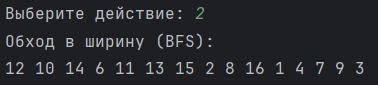 Выберите действие: 2
Обход в ширину (BFS):
12 10 14 6 11 13 15 2 8 16 1 4 7 9 3